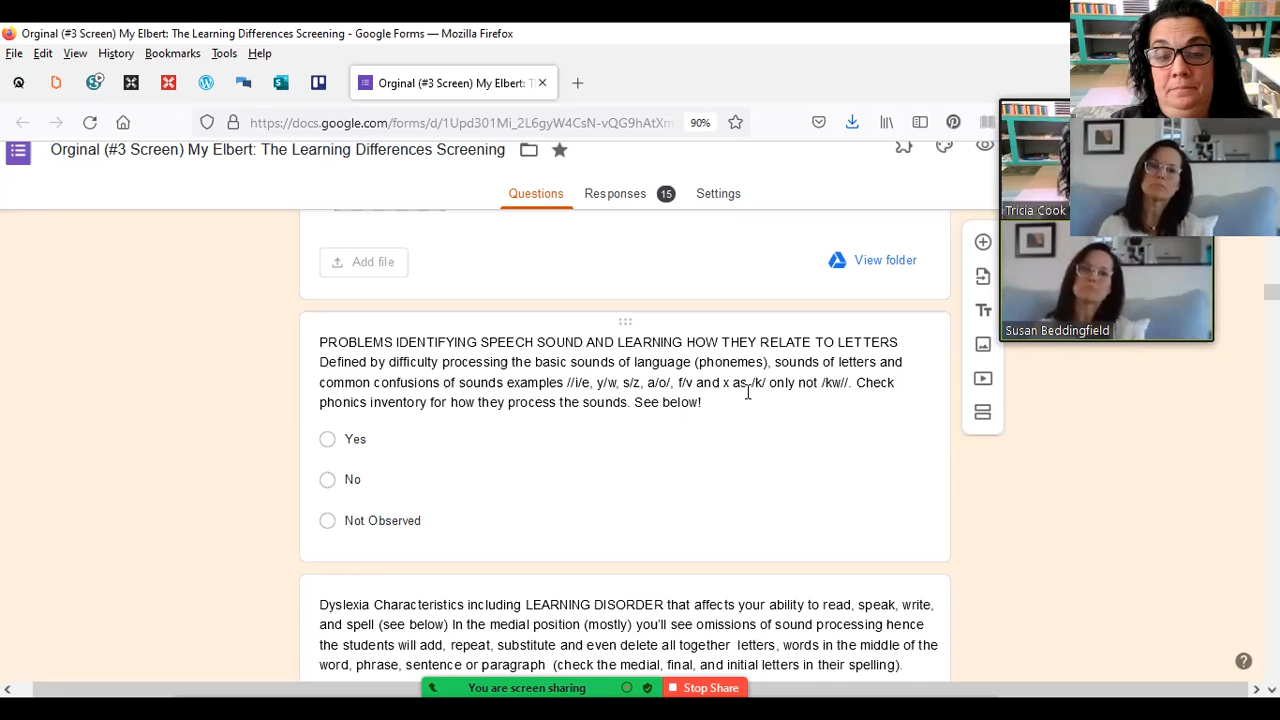 Orginal (#3 Screen) My Elbert: The Learning Differences Screening - Google Forms — Mozilla Firefox
File Edit View History Bookmarks Tools Help
Orginal (#3 Screen) My Elbert: T
90%
Orginal (#3 Screen) My Elbert: The Learning Differences Screening
Questions Responses 15 Settings
Tricia Cook
Add file
View folder
PROBLEMS IDENTIFYING SPEECH SOUND AND LEARNING HOW THEY RELATE TO LETTERS
Defined by difficulty processing the basic sounds of language (phonemes), sounds of letters and
common confusions of sounds examples //i/e, y/w, s/z, a/o/, f/v and x as /k/ only not /kw//. Check
phonics inventory for how they process the sounds. See below!
Susan Beddingfield
Yes
No
Not Observed
Dyslexia Characteristics including LEARNING DISORDER that affects your ability to read, speak, write,
and spell (see below) In the medial position (mostly) you'll see omissions of sound processing hence
the students will add, repeat, substitute and even delete all together letters, words in the middle of the
word, phrase, sentence or paragraph (check the medial, final, and initial letters in their spelling).
You are screen sharing Stop Share